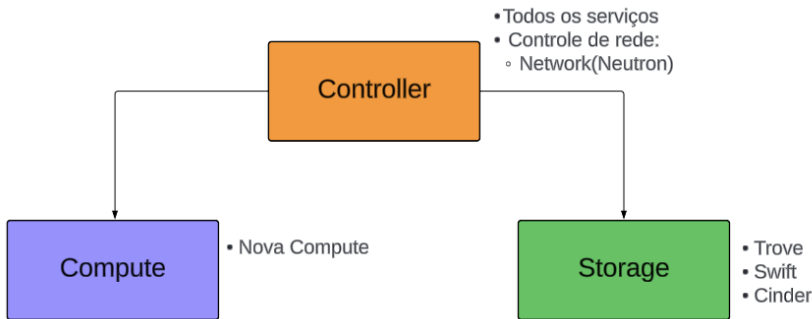 • Todos os serviços
• Controle de rede:
◦ Network(Neutron)
Controller
Compute
• Nova Compute
Storage
• Trove
• Swift
• Cinder